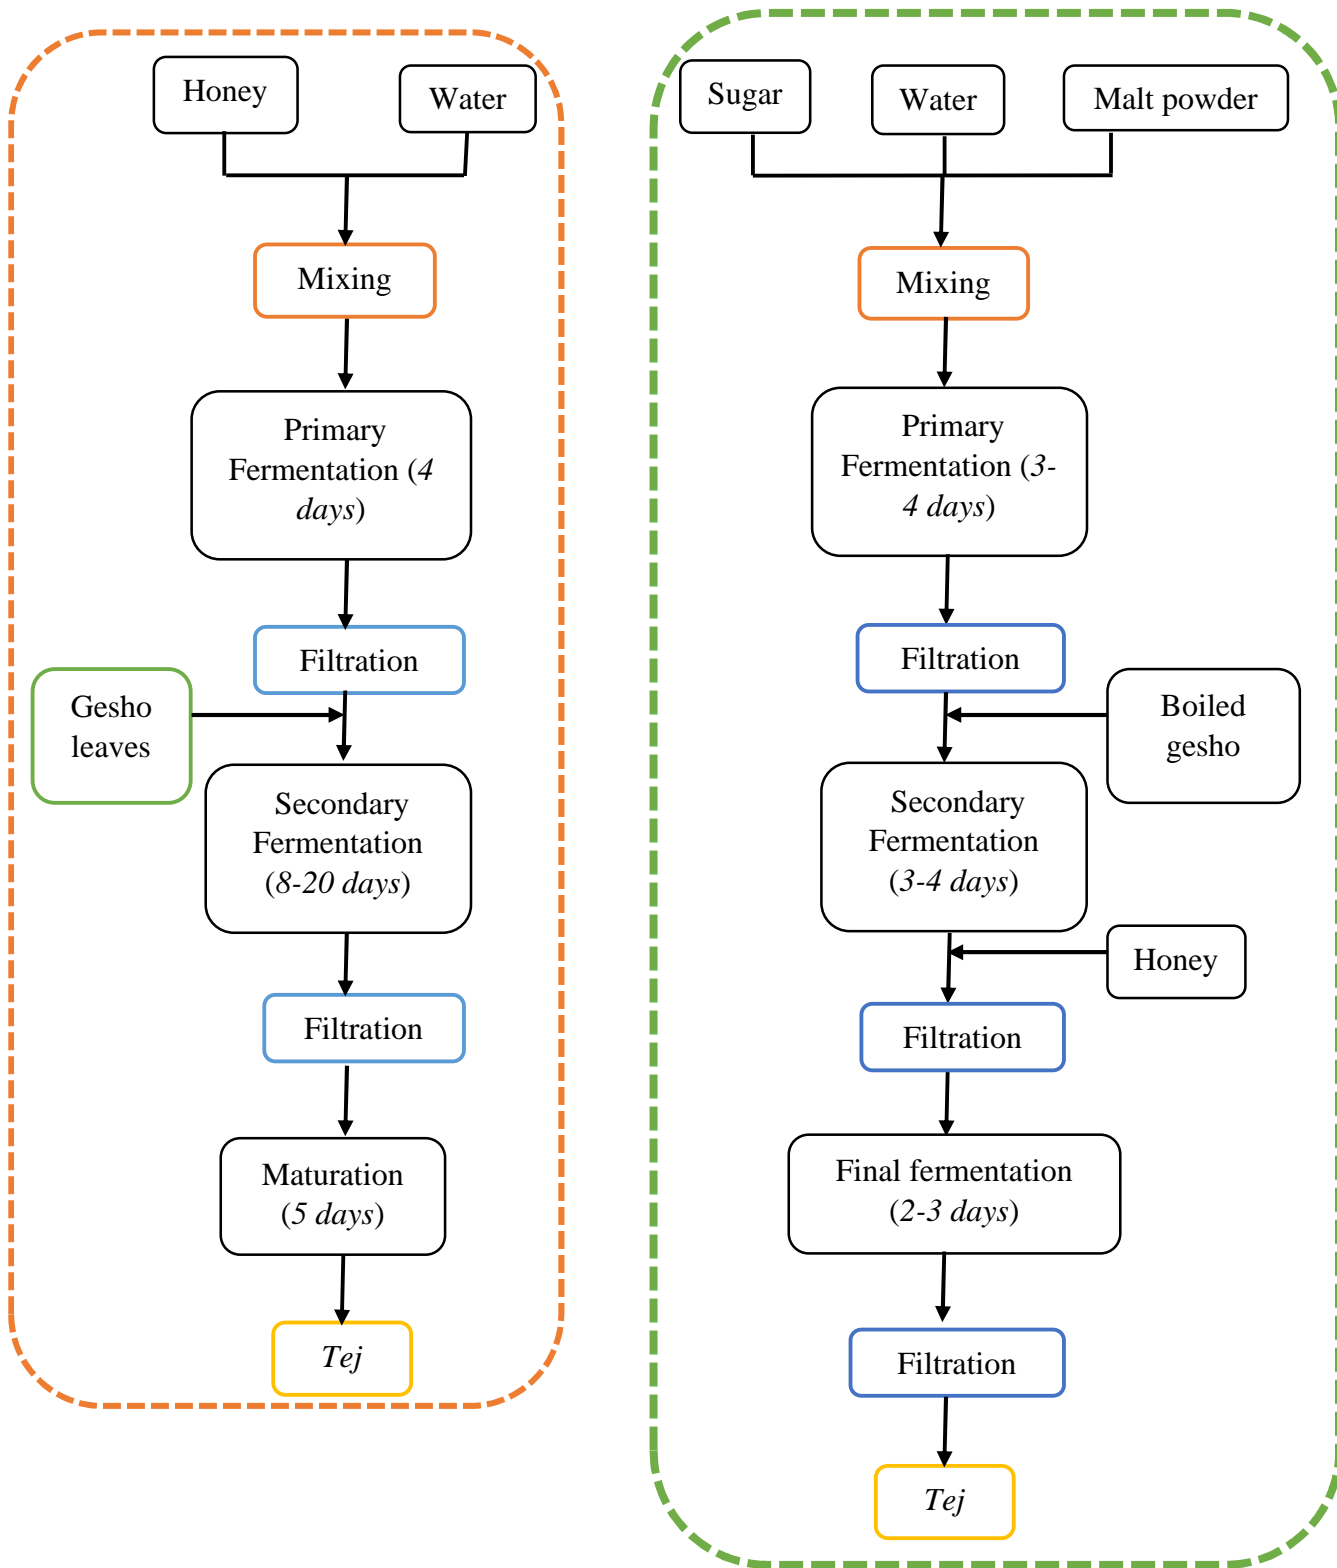 Honey
Water
Mixing
Primary
Fermentation (4
days)
Filtration
Gesho
leaves
Secondary
Fermentation
(8-20 days)
Filtration
Maturation
(5 days)
Tej
Sugar
Water
Malt powder
Mixing
Primary
Fermentation (3-
4 days)
Filtration
Boiled
gesho
Secondary
Fermentation
(3-4 days)
Honey
Filtration
Final fermentation
(2-3 days)
Filtration
Tej